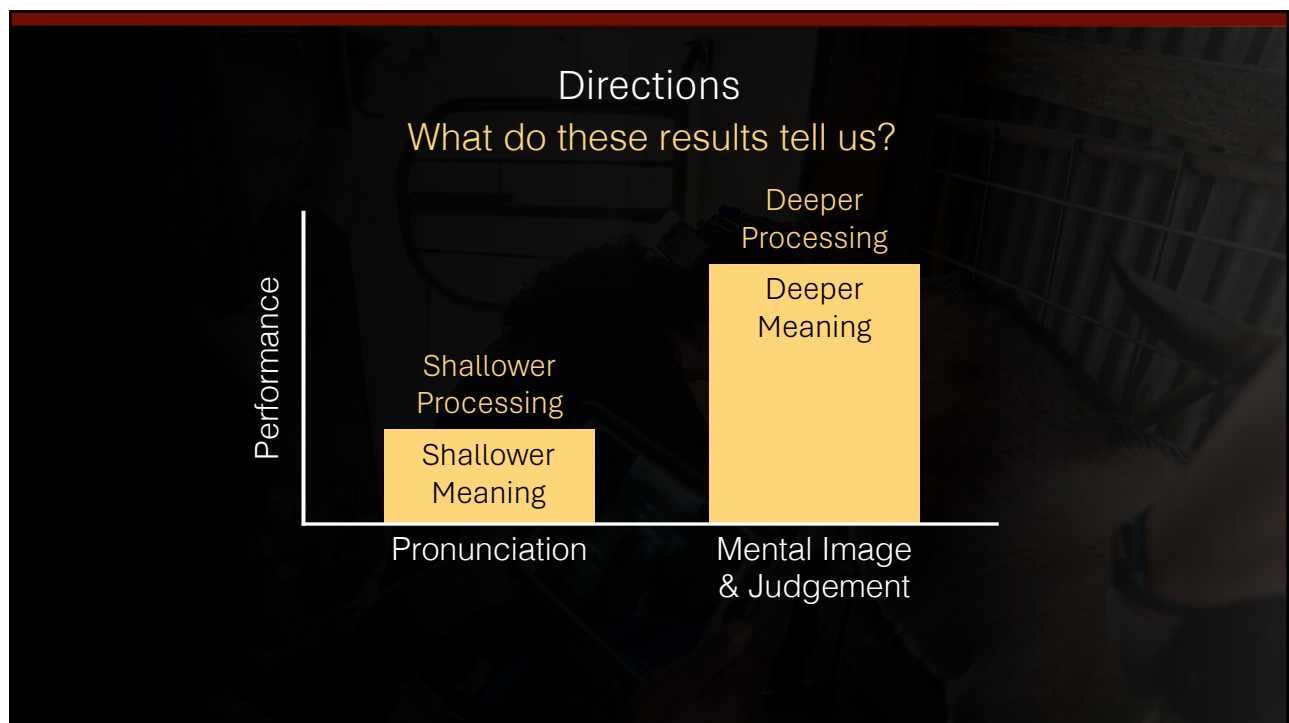 Directions
What do these results tell us?
Deeper
Processing
Deeper
Meaning
Performance
Shallower
Processing
Shallower
Meaning
Pronunciation
Mental Image
& Judgement